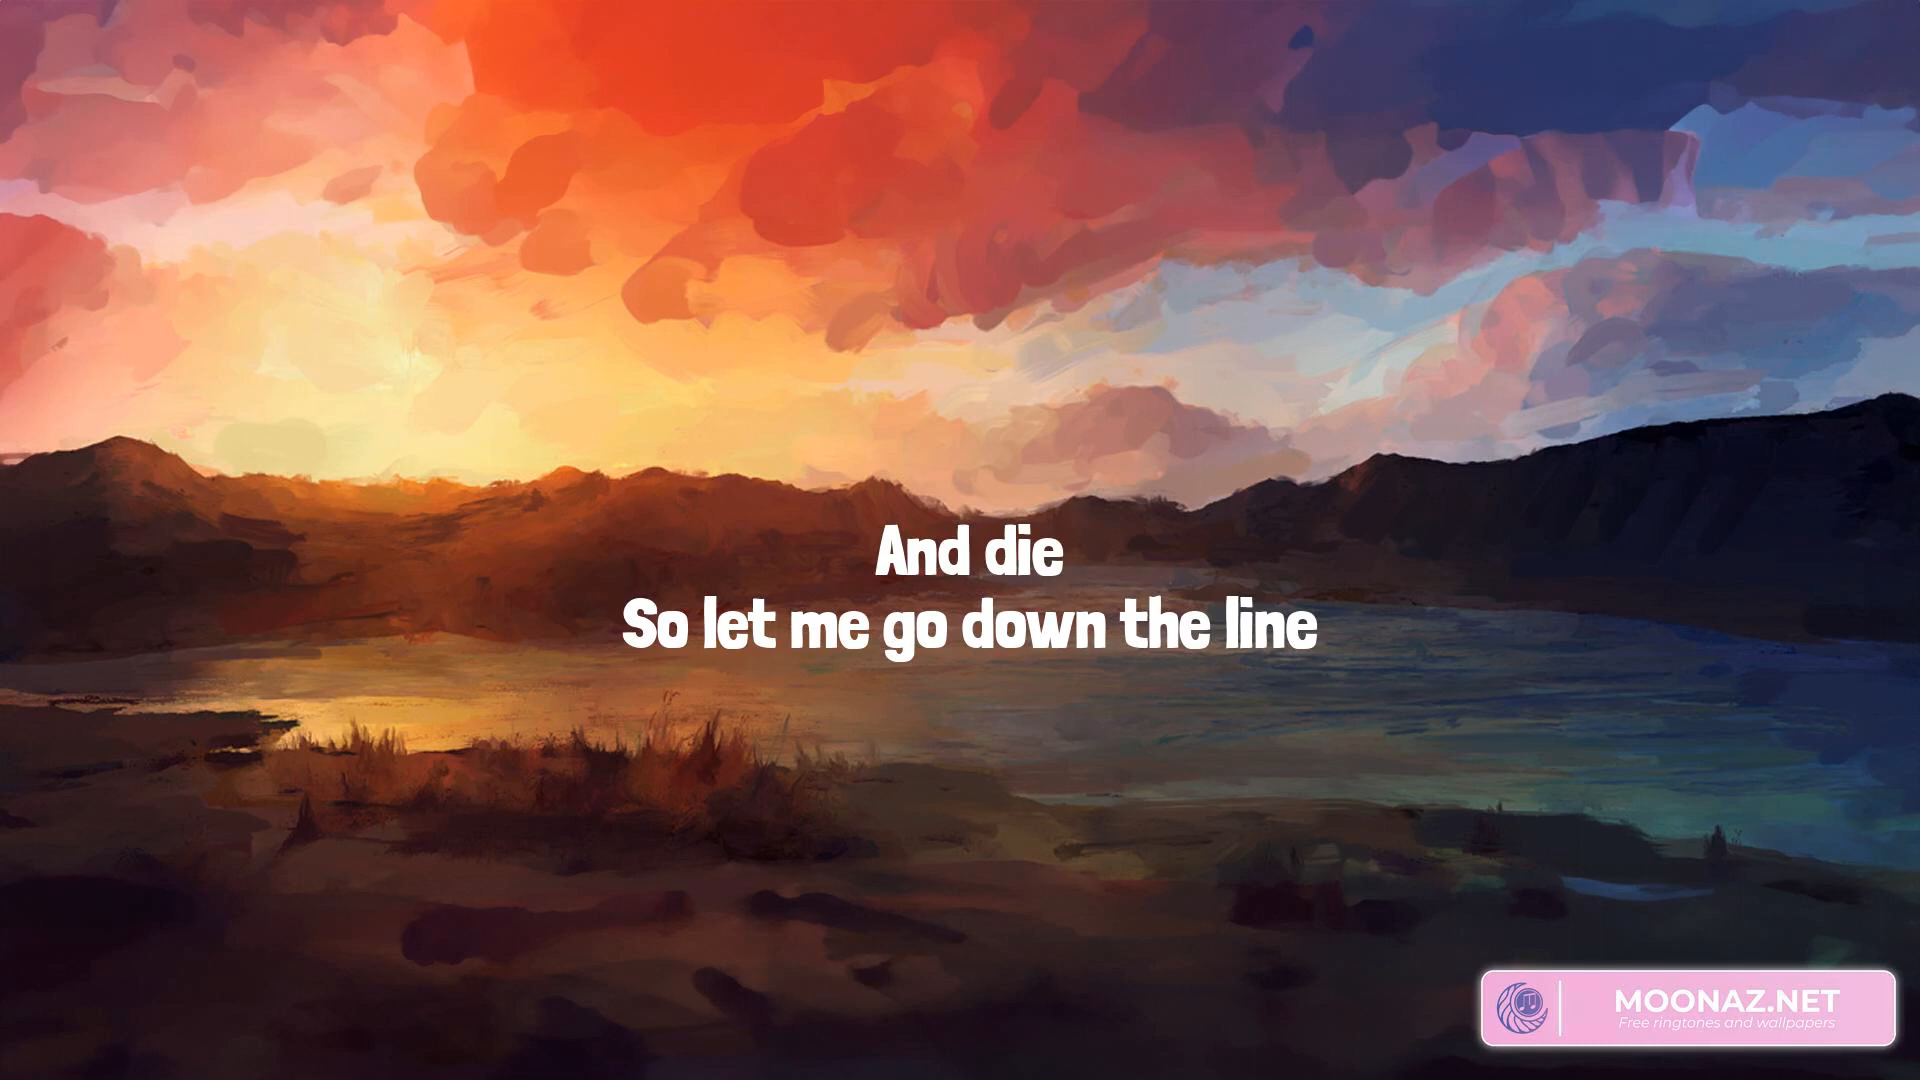 And die
So let me go down the line
MOONAZ.NET
Free ringtones and wallpapers